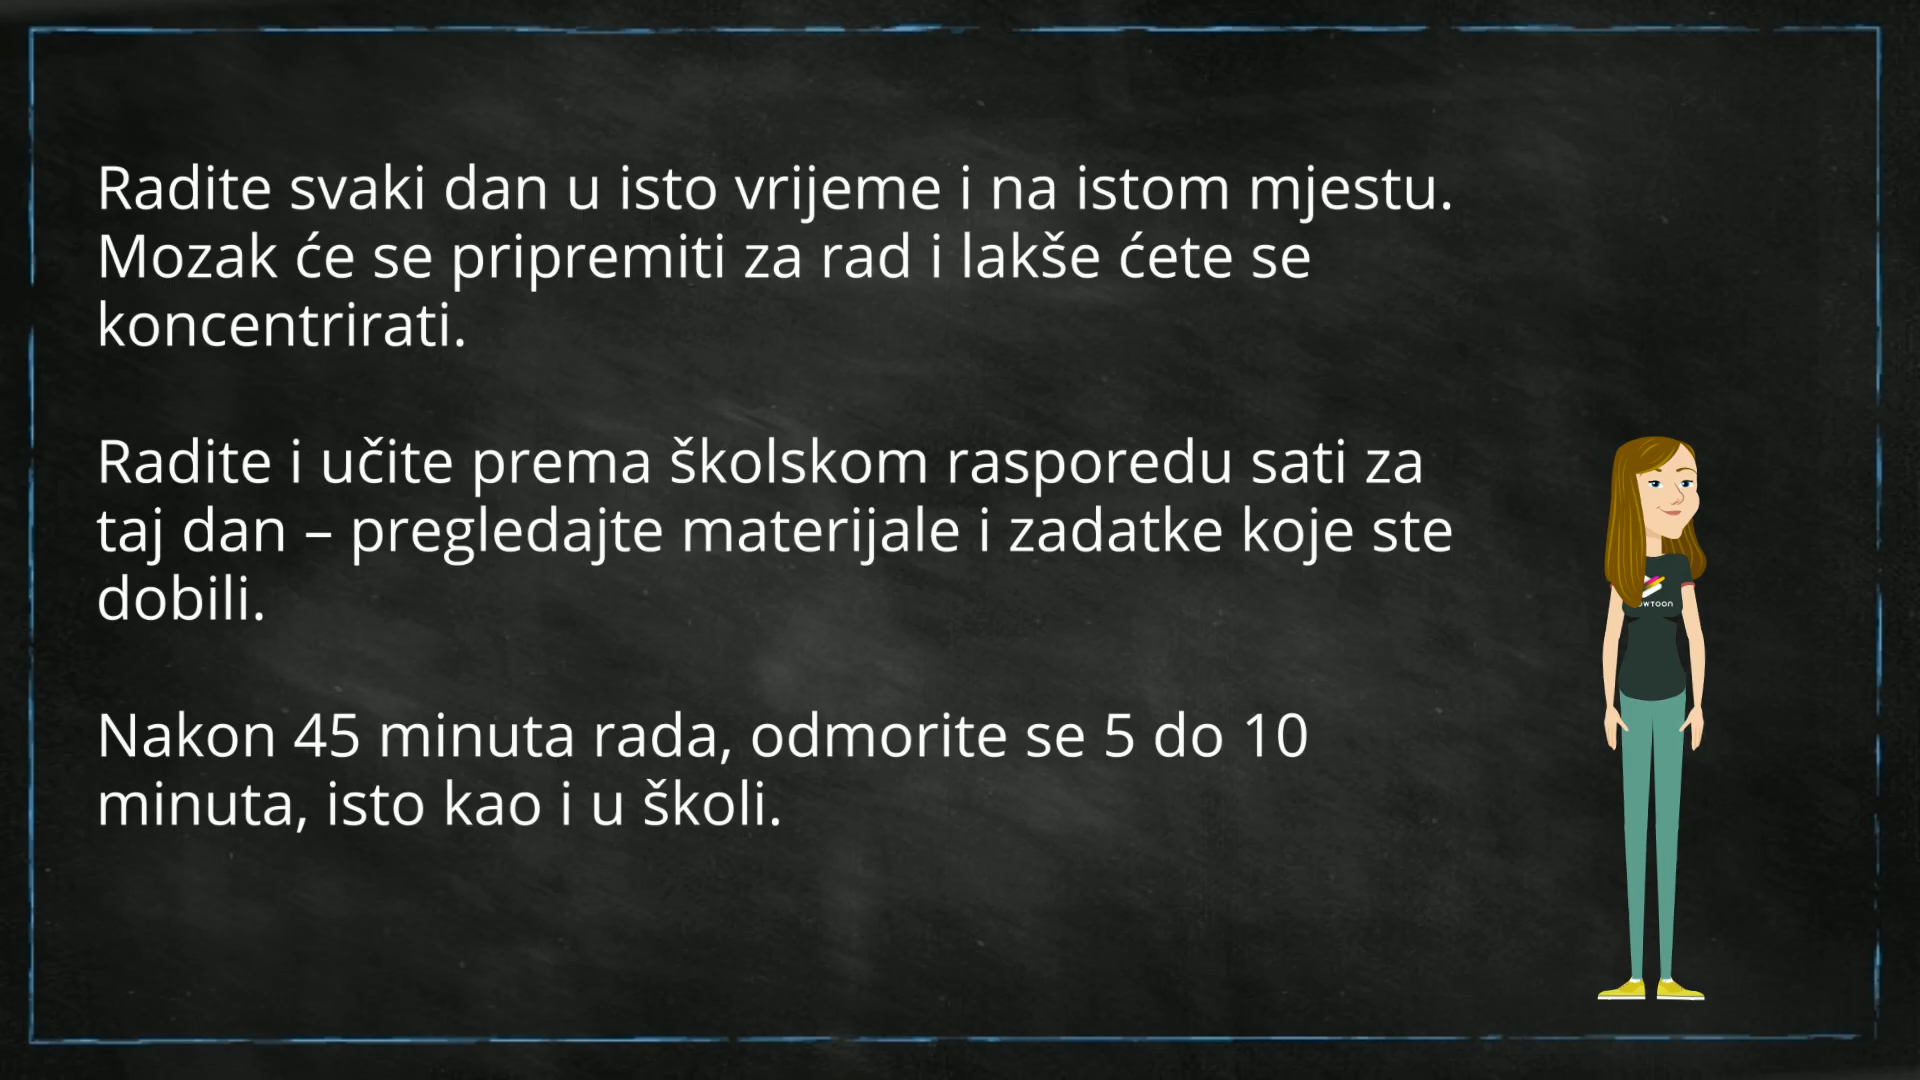 Radite svaki dan u isto vrijeme i na istom mjestu.
Mozak će se pripremiti za rad i lakše ćete se
koncentrirati.
Radite i učite prema školskom rasporedu sati za
taj dan – pregledajte materijale i zadatke koje ste
dobili.
Nakon 45 minuta rada, odmorite se 5 do 10
minuta, isto kao i u školi.